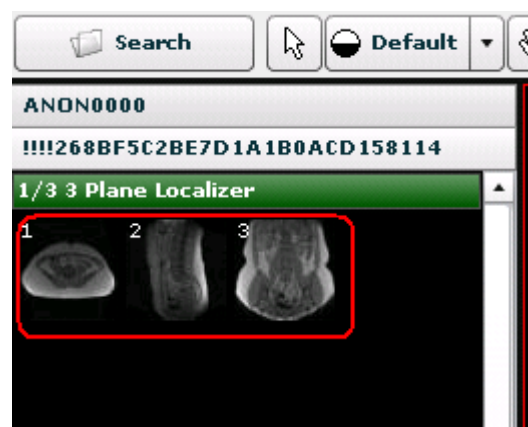 Search Default
ANON0000
!!!!268BF5C2BE7D1A1B0ACD158114
1/3 3 Plane Localizer
1 2 3